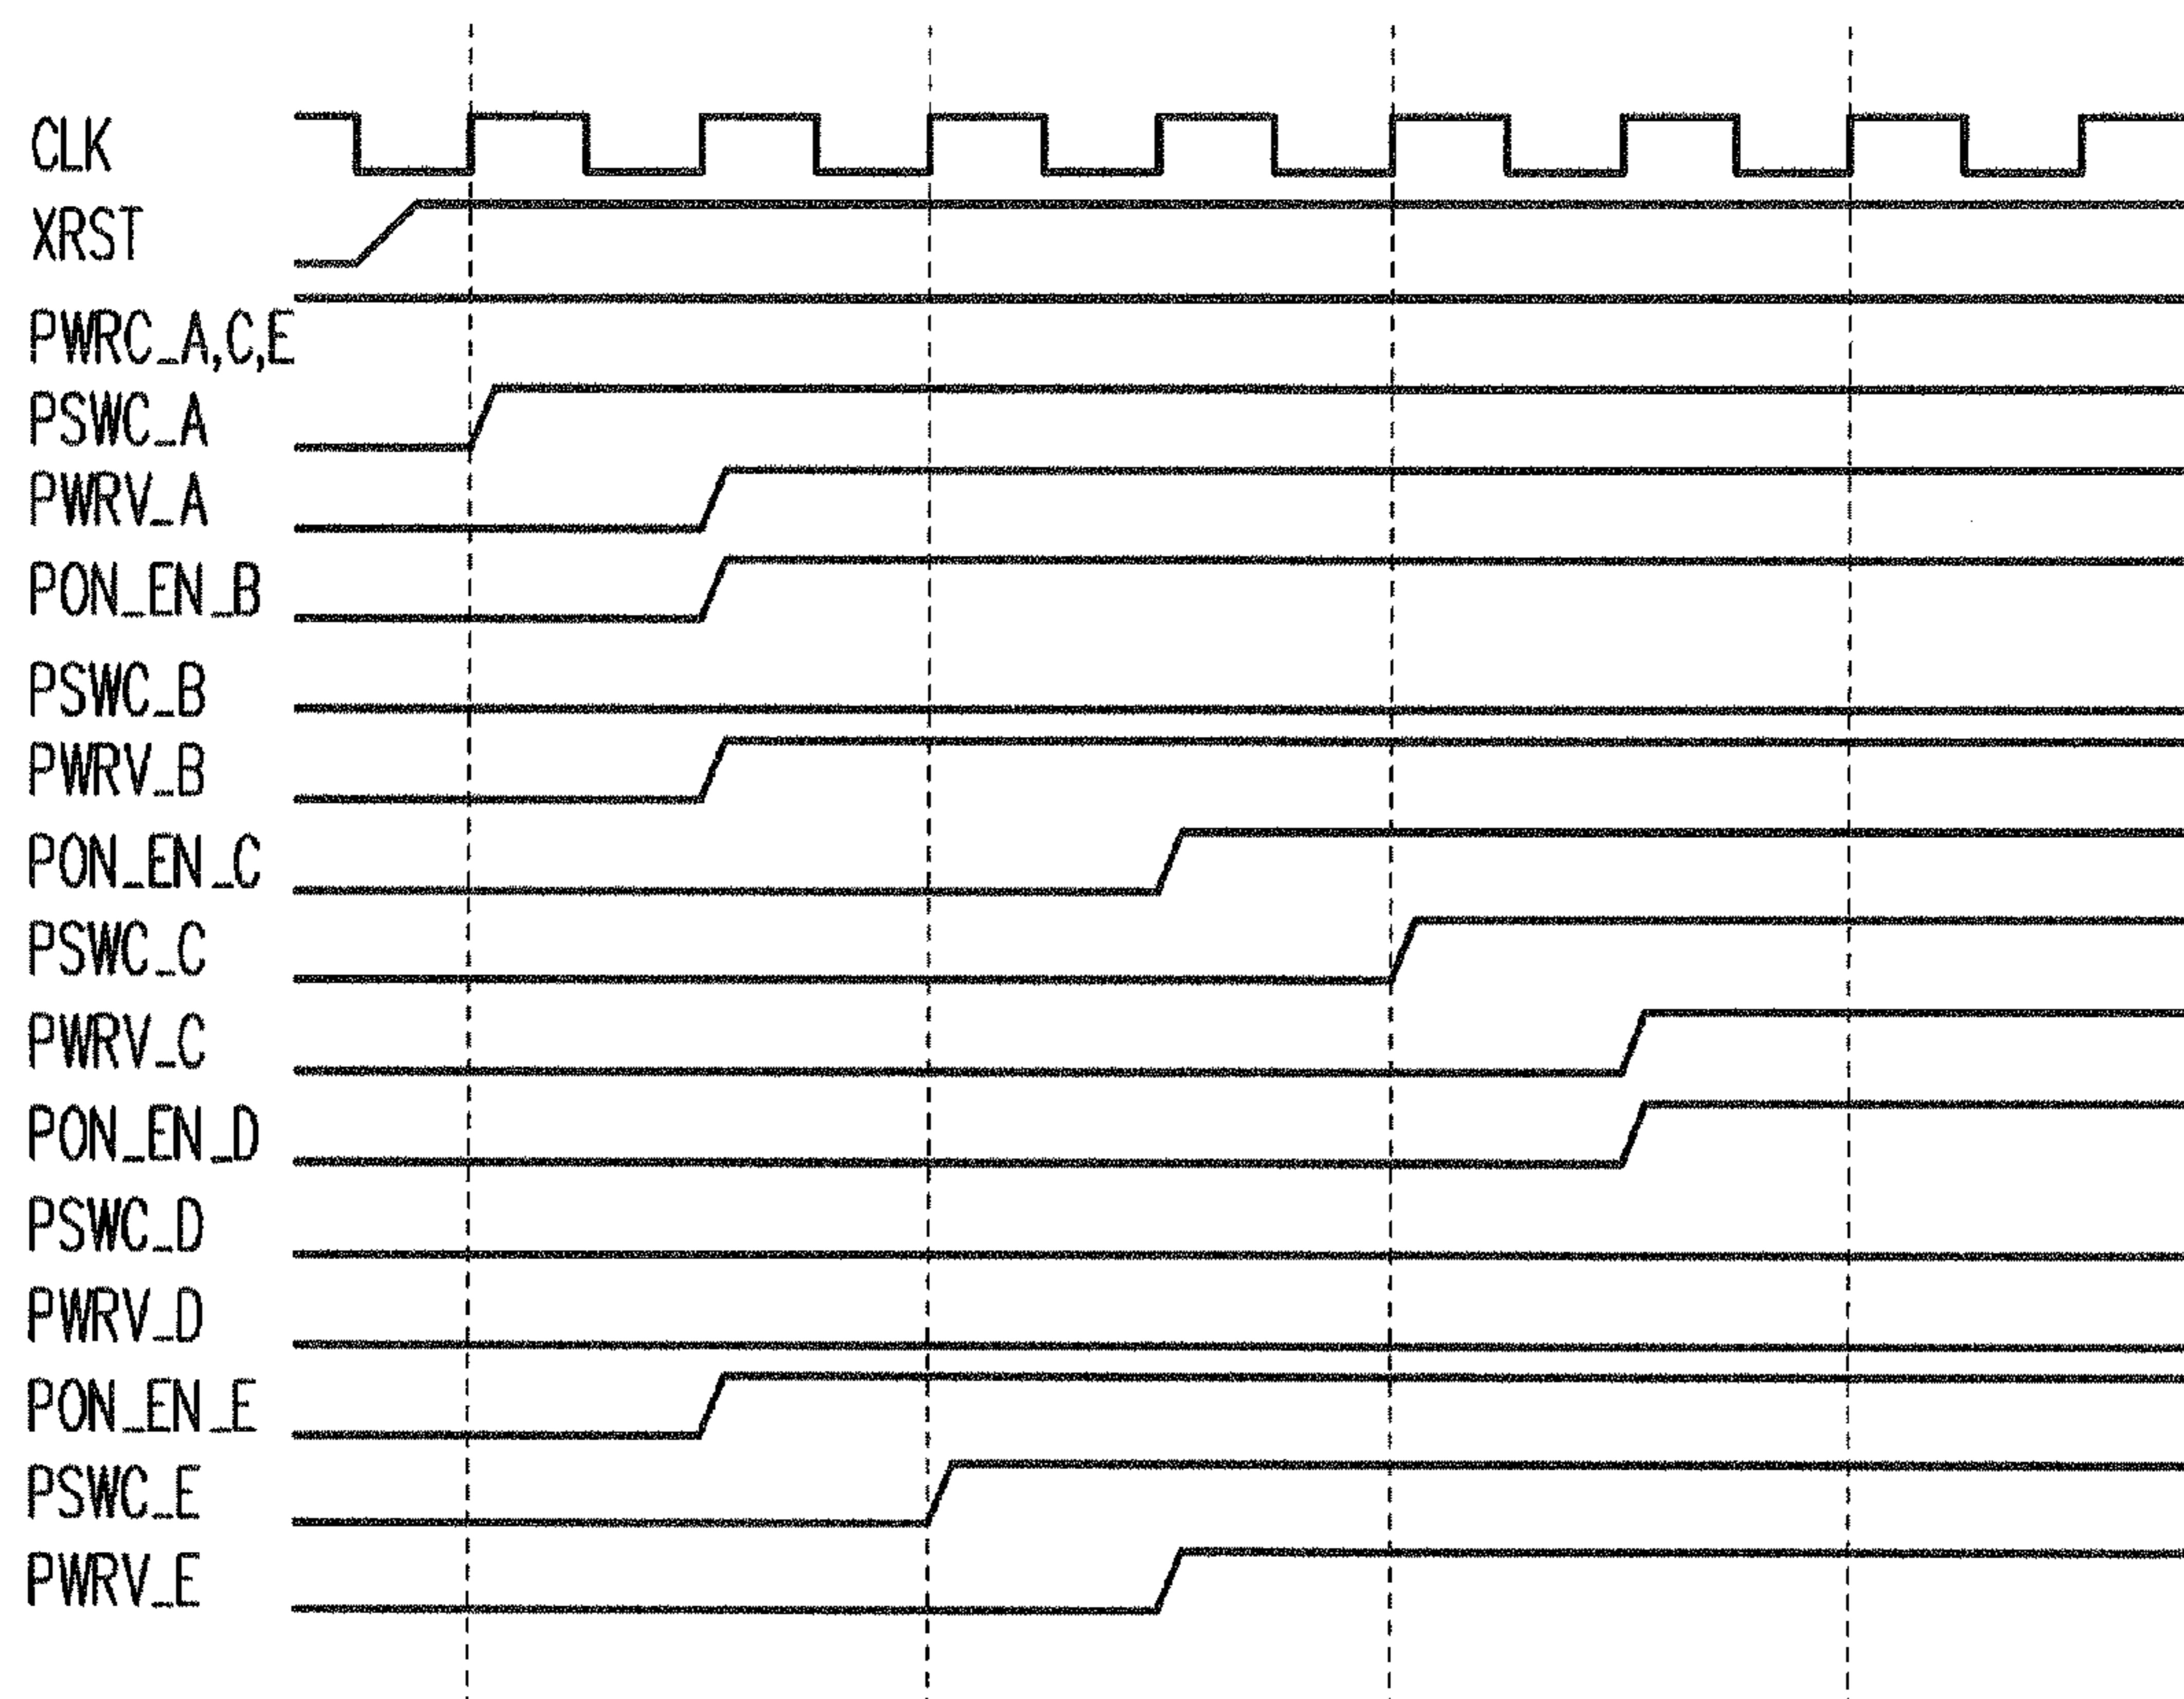 CLK
XRST
PWRC_A,C,E
PSWC_A
PWRV_A
PON_EN_B
PSWC_B
PWRV_B
PON_EN_C
PSWC_C
PWRV_C
PON_EN_D
PSWC_D
PWRV_D
PON_EN_E
PSWC_E
PWRV_E